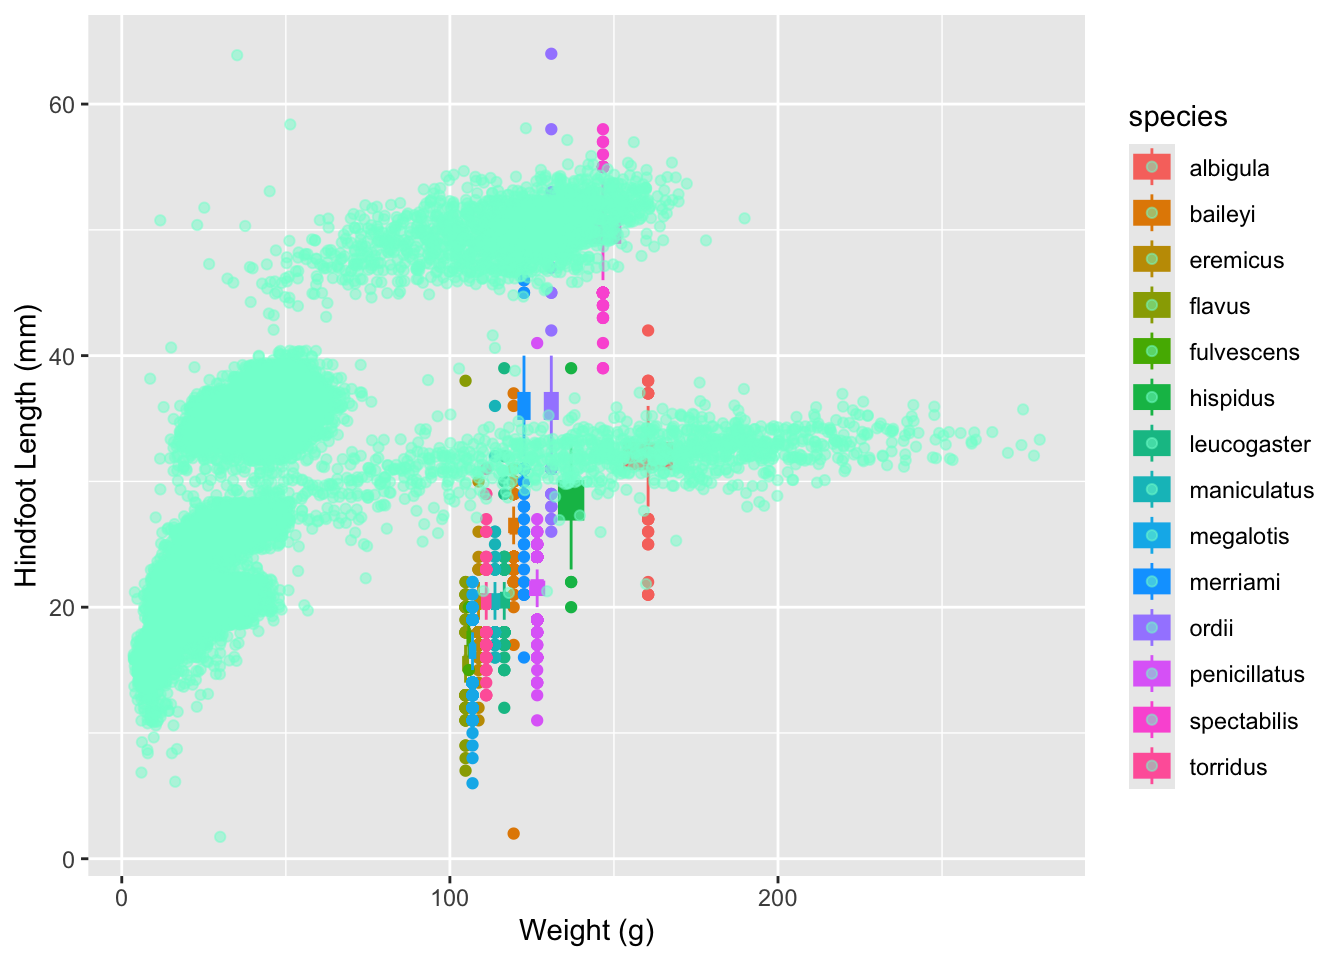 60
40
20
0
Hindfoot Length (mm)
0 100 200
Weight (g)
species
albigula
baileyi
eremicus
flavus
fulvescens
hispidus
leucogaster
maniculatus
megalotis
merriami
ordii
penicillatus
spectabilis
torridus